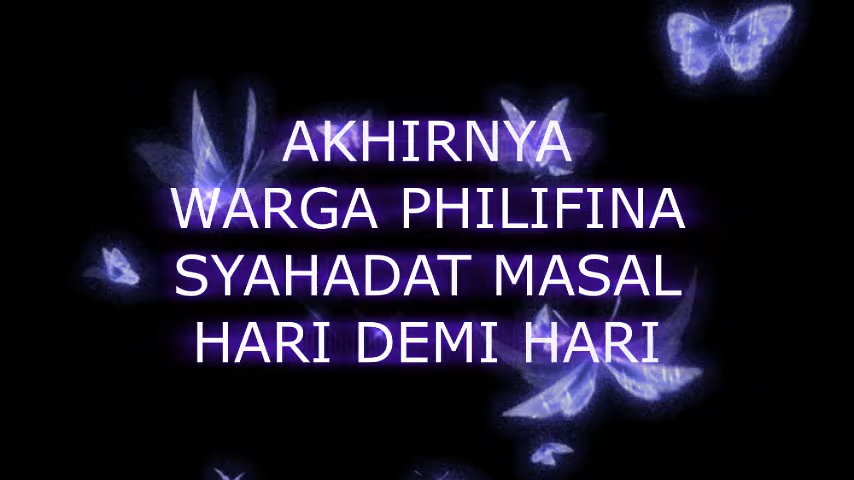 AKHIRNYA
WARGA PHILIFINA
SYAHADAT MASAL
HARI DEMI HARI